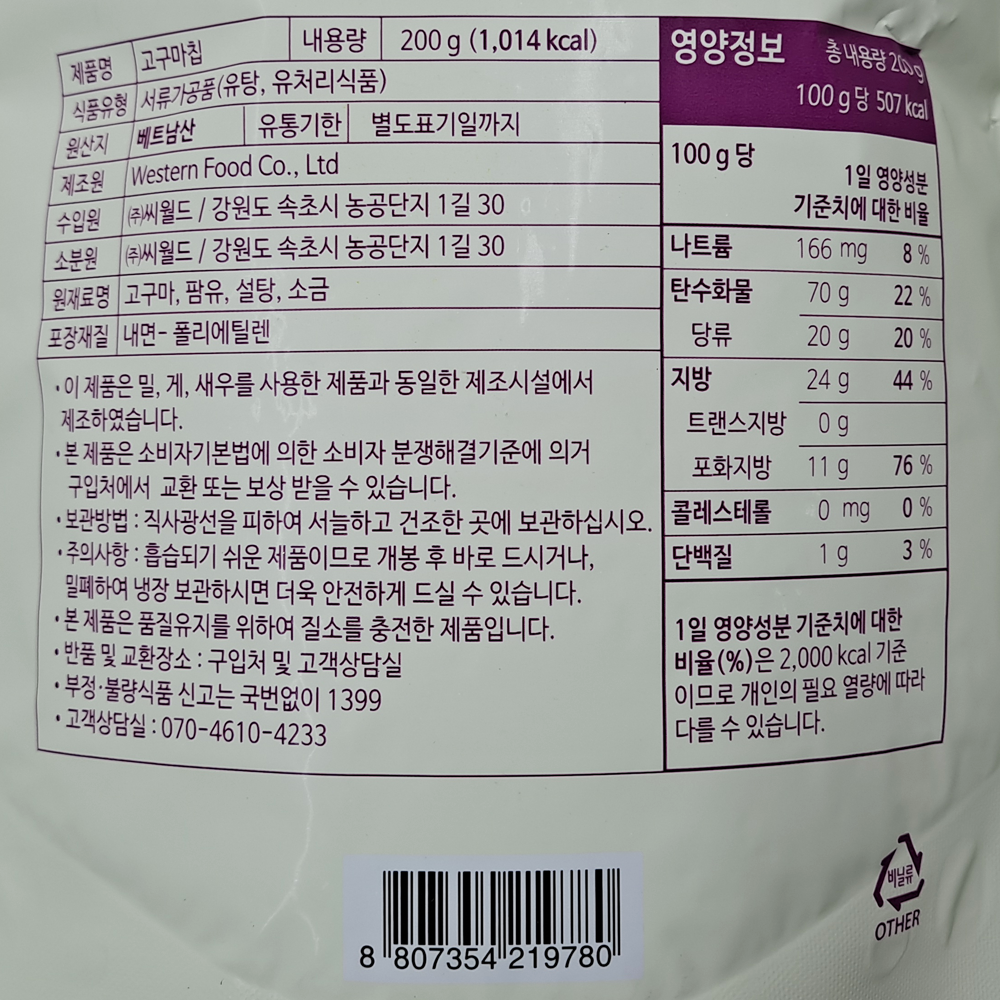 제품명 고구마칩 내용량 200 g (1,014 kcal)
식품유형 서류가공품(유탕, 유처리식품)
원산지 베트남산 유통기한 별도표기일까지
제조원 Western Food Co., Ltd
수입원 ㈜씨월드 / 강원도 속초시 농공단지 1길 30
소분원 ㈜씨월드 / 강원도 속초시 농공단지 1길 30
원재료명 고구마, 팜유, 설탕, 소금
포장재질 내면- 폴리에틸렌
• 이 제품은 밀, 게, 새우를 사용한 제품과 동일한 제조시설에서
제조하였습니다.
• 본 제품은 소비자기본법에 의한 소비자 분쟁해결기준에 의거
구입처에서 교환 또는 보상 받을 수 있습니다.
• 보관방법 : 직사광선을 피하여 서늘하고 건조한 곳에 보관하십시오.
• 주의사항 : 흡습되기 쉬운 제품이므로 개봉 후 바로 드시거나,
밀폐하여 냉장 보관하시면 더욱 안전하게 드실 수 있습니다.
• 본 제품은 품질유지를 위하여 질소를 충전한 제품입니다.
• 반품 및 교환장소 : 구입처 및 고객상담실
• 부정·불량식품 신고는 국번없이 1399
• 고객상담실 : 070-4610-4233
영양정보 총 내용량 200 g
100 g 당 507 kcal
100 g 당
1일 영양성분
기준치에 대한 비율
나트륨 166 mg 8 %
탄수화물 70 g 22 %
당류 20 g 20 %
지방 24 g 44 %
트랜스지방 0 g
포화지방 11 g 76 %
콜레스테롤 0 mg 0 %
단백질 1 g 3 %
1일 영양성분 기준치에 대한
비율(%)은 2,000 kcal 기준
이므로 개인의 필요 열량에 따라
다를 수 있습니다.
비닐류
OTHER
8 807354 219780